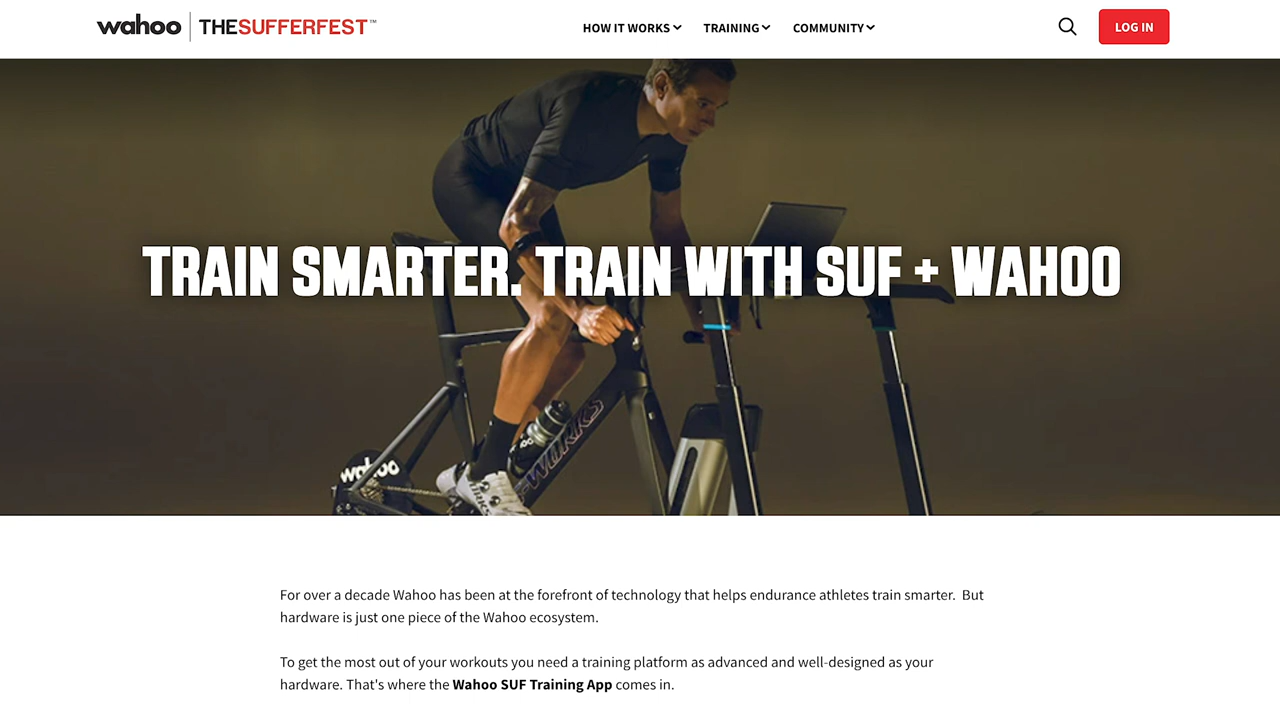 wahoo THE SUFFERFEST™ HOW IT WORKS TRAINING COMMUNITY LOG IN
TRAIN SMARTER. TRAIN WITH SUF + WAHOO
WORKS
wahoo
For over a decade Wahoo has been at the forefront of technology that helps endurance athletes train smarter.  But
hardware is just one piece of the Wahoo ecosystem.
To get the most out of your workouts you need a training platform as advanced and well-designed as your
hardware. That's where the Wahoo SUF Training App comes in.